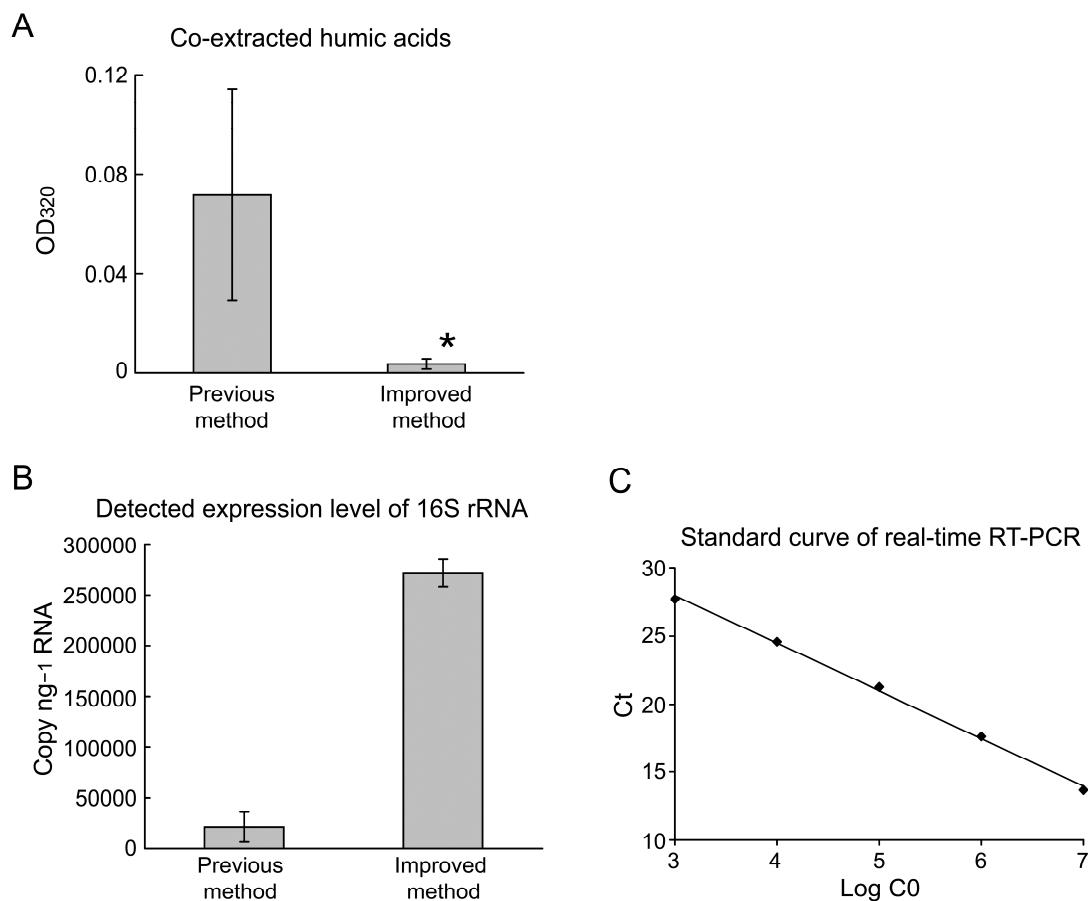 A
Co-extracted humic acids
0.12
0.08
0.04
0
OD320
*
Previous
method
Improved
method
B
Detected expression level of 16S rRNA
300000
250000
200000
150000
100000
50000
0
Copy ng−1 RNA
Previous
method
Improved
method
C
Standard curve of real-time RT-PCR
30
25
20
15
10
Ct
3 4 5 6 7
Log C0